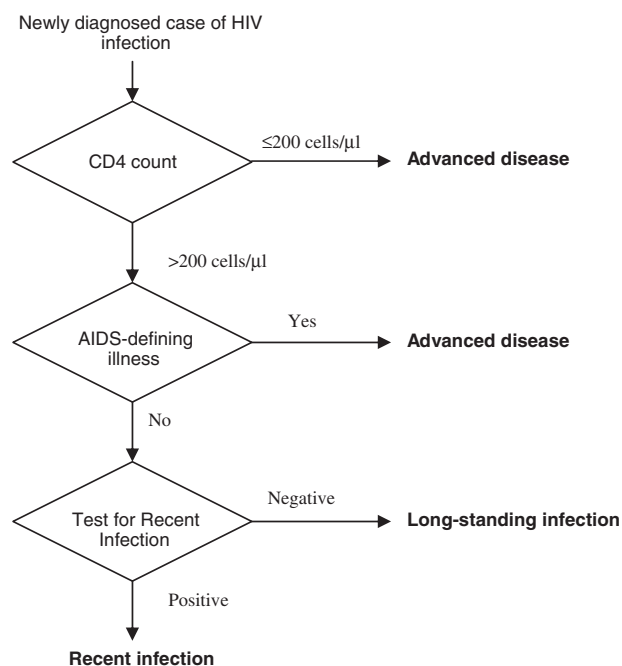 Newly diagnosed case of HIV
infection
≤200 cells/µl
CD4 count
Advanced disease
>200 cells/µl
Yes
AIDS-defining
illness
Advanced disease
No
Negative
Test for Recent
Infection
Long-standing infection
Positive
Recent infection